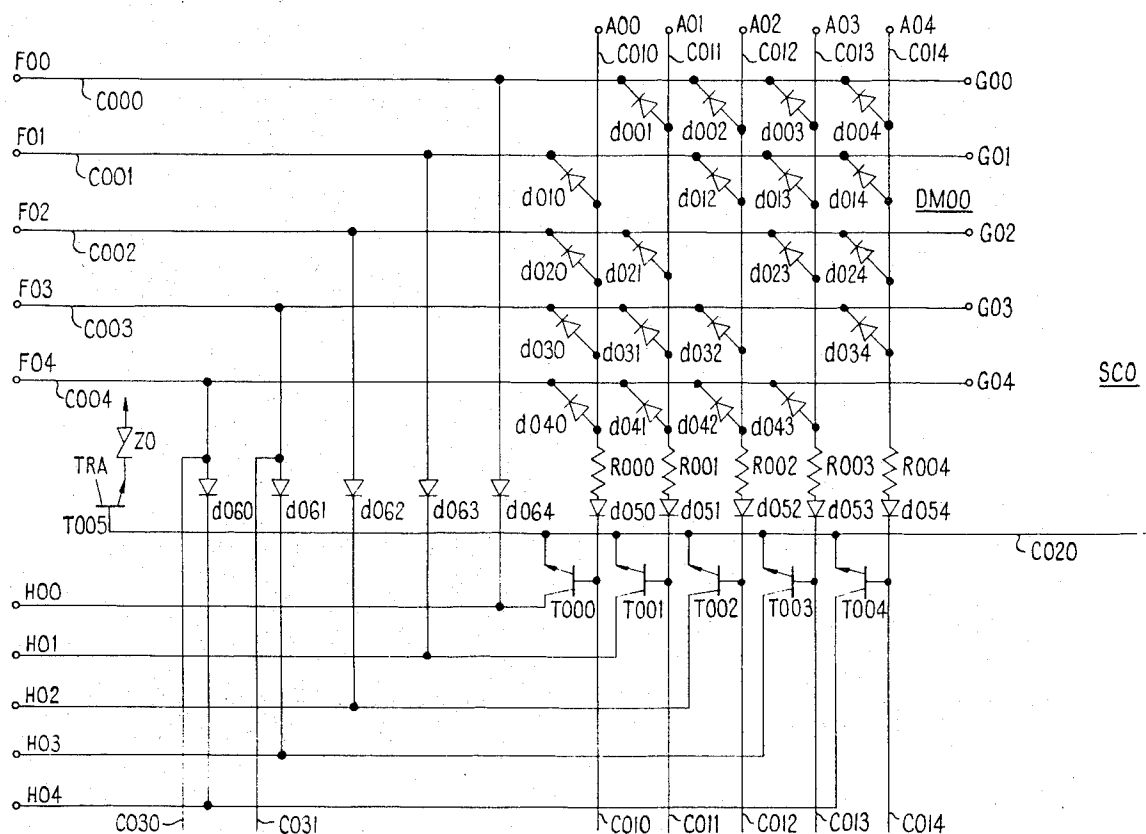 A00 A01 A02 A03 A04
C010 C011 C012 C013 C014
F00 G00
C000
d001 d002 d003 d004
F01 G01
C001
d010 d012 d013 d014 DM00
F02 G02
C002
d020 d021 d023 d024
F03 G03
C003
d030 d031 d032 d034
F04 G04
C004 SC0
d040 d041 d042 d043
Z0
TRA R000 R001 R002 R003 R004
T005 d060 d061 d062 d063 d064 d050 d051 d052 d053 d054
C020
H00 T000 T001 T002 T003 T004
H01
H02
H03
H04
C030 C031 C010 C011 C012 C013 C014